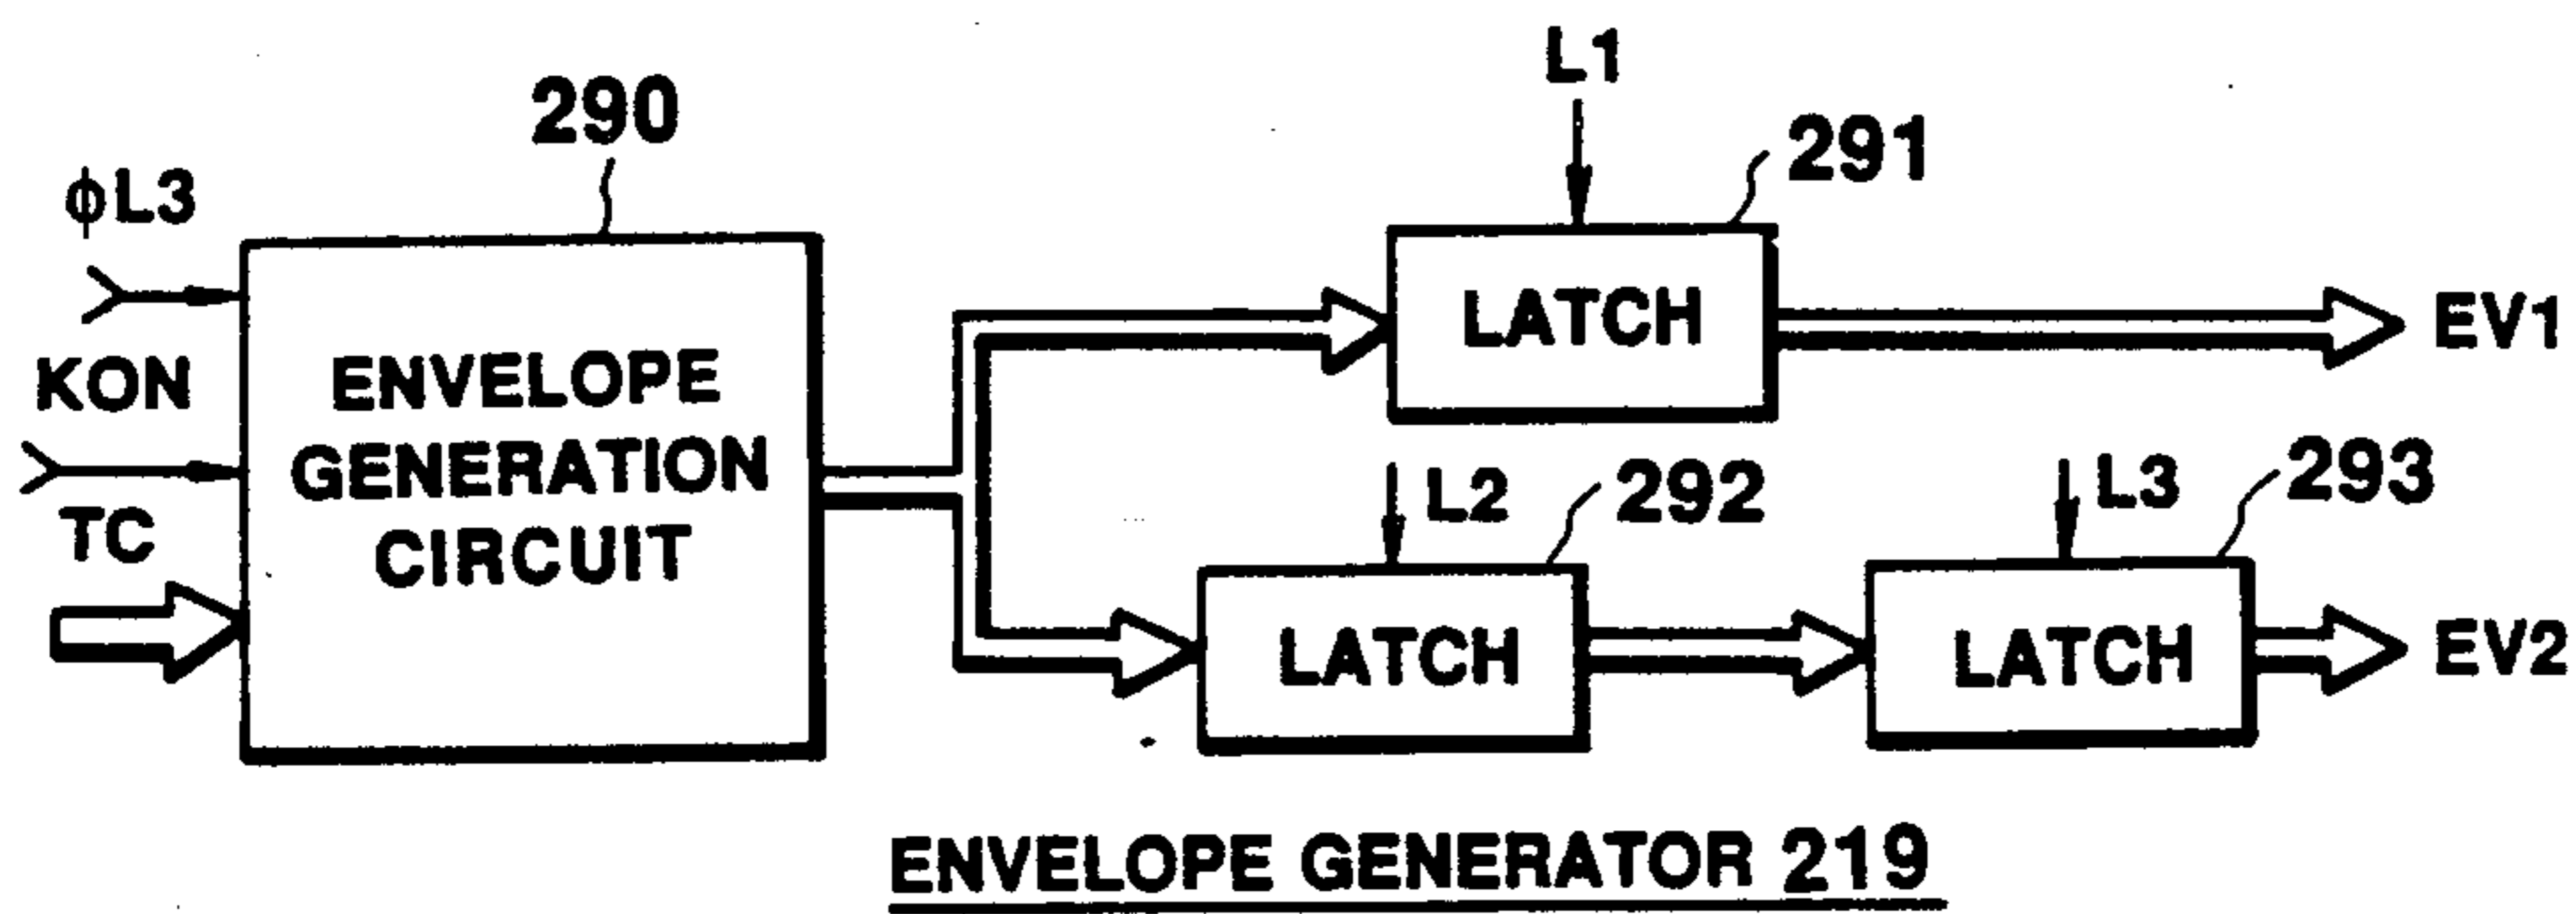 290
L1
291
φL3
LATCH
EV1
KON
ENVELOPE
GENERATION
CIRCUIT
L2
292
L3
293
TC
LATCH
LATCH
EV2
ENVELOPE GENERATOR 219